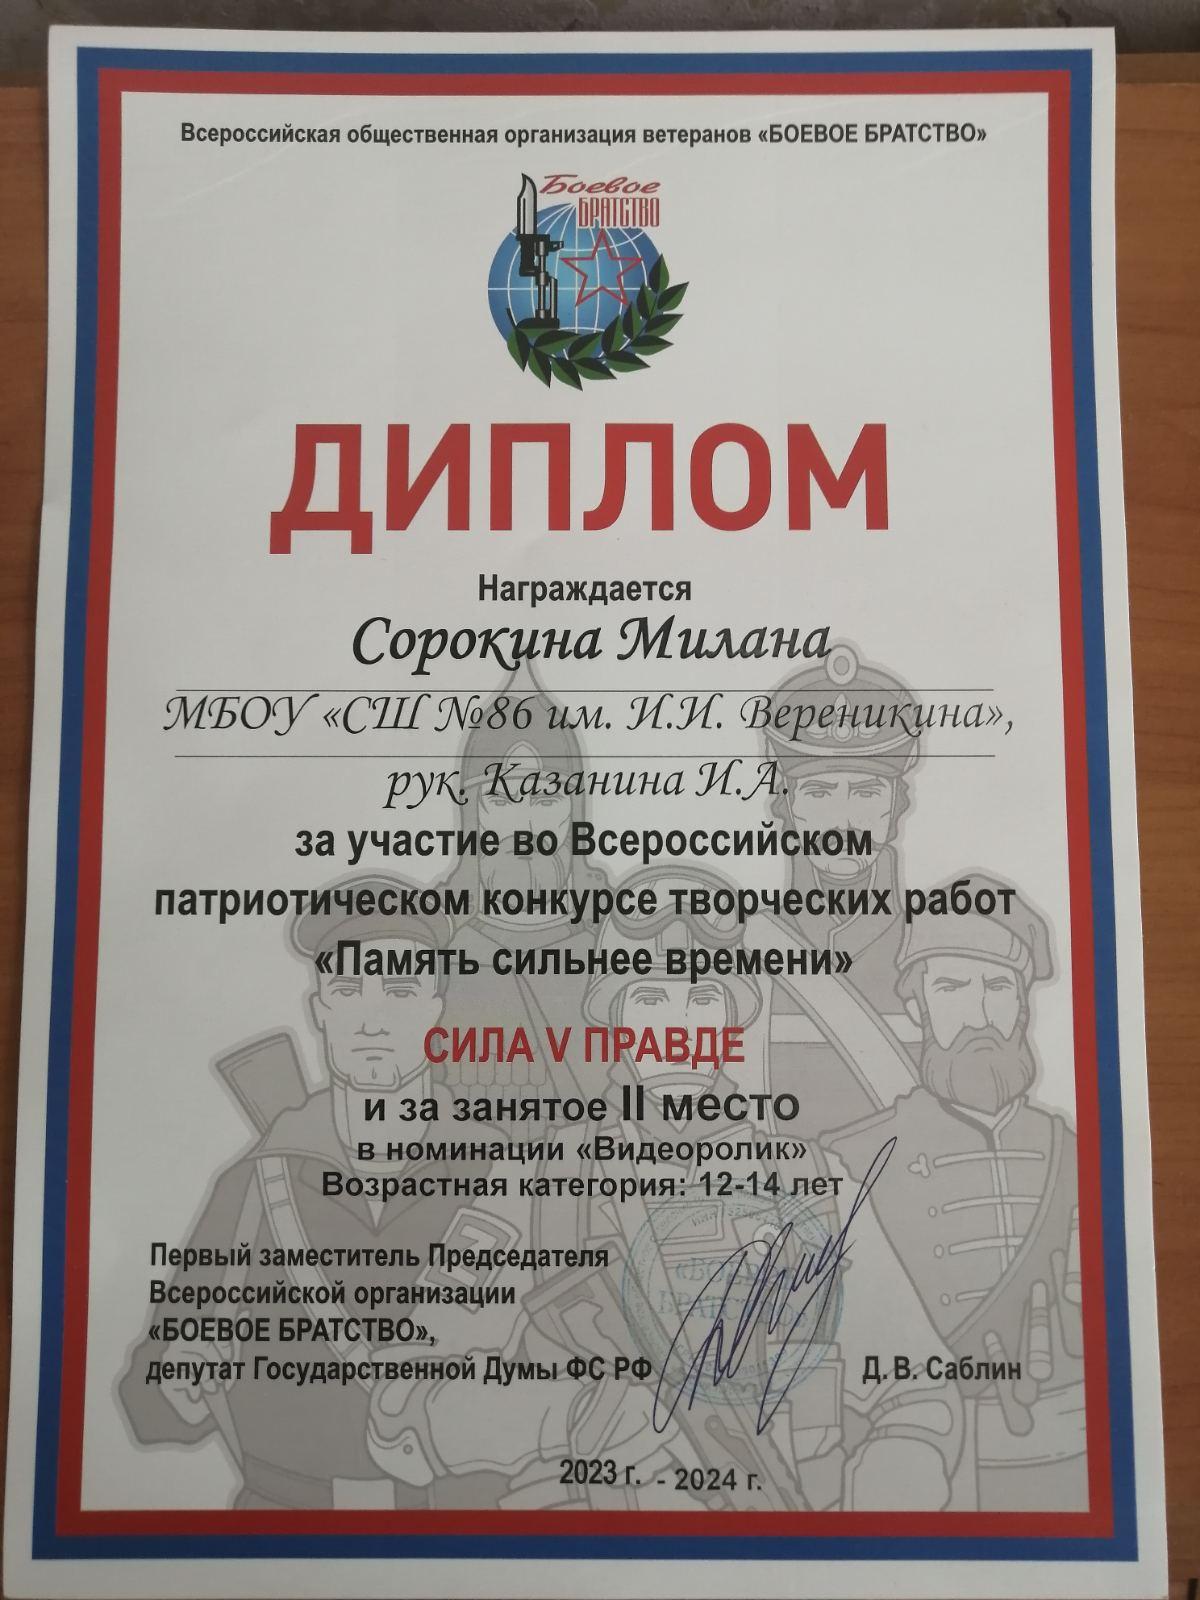 Всероссийская общественная организация ветеранов «БОЕВОЕ БРАТСТВО»
Боевое
БРАТСТВО
ДИПЛОМ
Награждается
Сорокина Милана
МБОУ «СШ №86 им. И.И. Вереникина»,
рук. Казанина И.А.
за участие во Всероссийском
патриотическом конкурсе творческих работ
«Память сильнее времени»
СИЛА V ПРАВДЕ
и за занятое II место
в номинации «Видеоролик»
Возрастная категория: 12-14 лет
Первый заместитель Председателя
Всероссийской организации
«БОЕВОЕ БРАТСТВО»,
депутат Государственной Думы ФС РФ
Д. В. Саблин
«БОЕВОЕ
БРАТСТВО»
2023 г. - 2024 г.